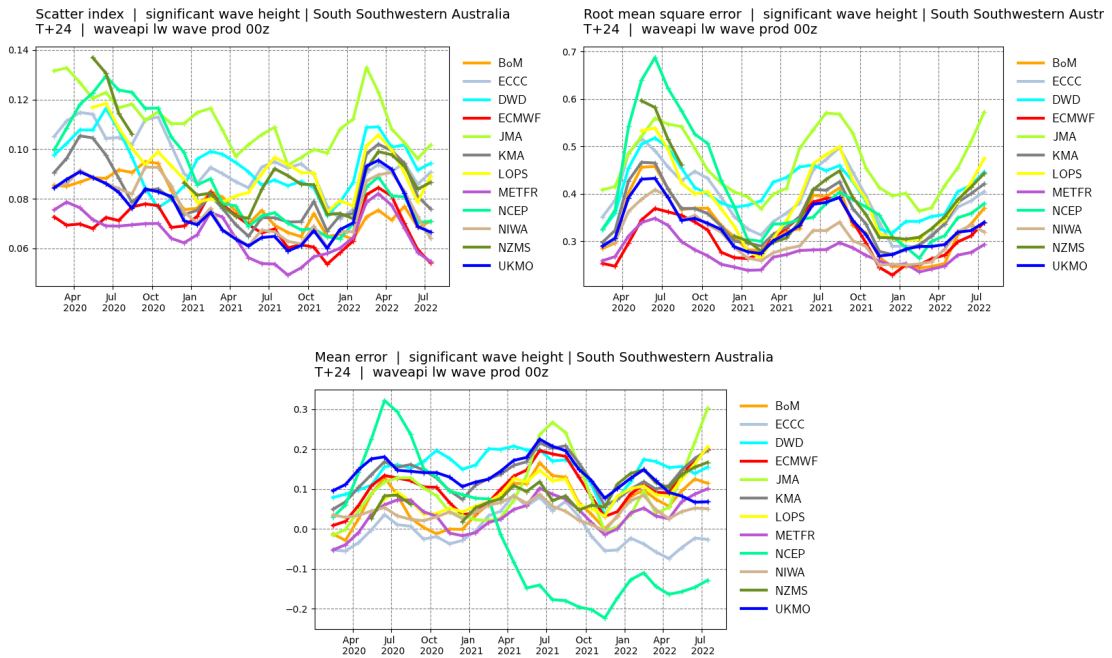 Scatter index | significant wave height | South Southwestern Australia
T+24 | waveapi lw wave prod 00z
0.14
0.12
0.10
0.08
0.06
Apr 2020
Jul 2020
Oct 2020
Jan 2021
Apr 2021
Jul 2021
Oct 2021
Jan 2022
Apr 2022
Jul 2022
BoM
ECCC
DWD
ECMWF
JMA
KMA
LOPS
METFR
NCEP
NIWA
NZMS
UKMO
Root mean square error | significant wave height | South Southwestern Austr
T+24 | waveapi lw wave prod 00z
0.7
0.6
0.5
0.4
0.3
Apr 2020
Jul 2020
Oct 2020
Jan 2021
Apr 2021
Jul 2021
Oct 2021
Jan 2022
Apr 2022
Jul 2022
BoM
ECCC
DWD
ECMWF
JMA
KMA
LOPS
METFR
NCEP
NIWA
NZMS
UKMO
Mean error | significant wave height | South Southwestern Australia
T+24 | waveapi lw wave prod 00z
0.3
0.2
0.1
0.0
−0.1
−0.2
Apr 2020
Jul 2020
Oct 2020
Jan 2021
Apr 2021
Jul 2021
Oct 2021
Jan 2022
Apr 2022
Jul 2022
BoM
ECCC
DWD
ECMWF
JMA
KMA
LOPS
METFR
NCEP
NIWA
NZMS
UKMO